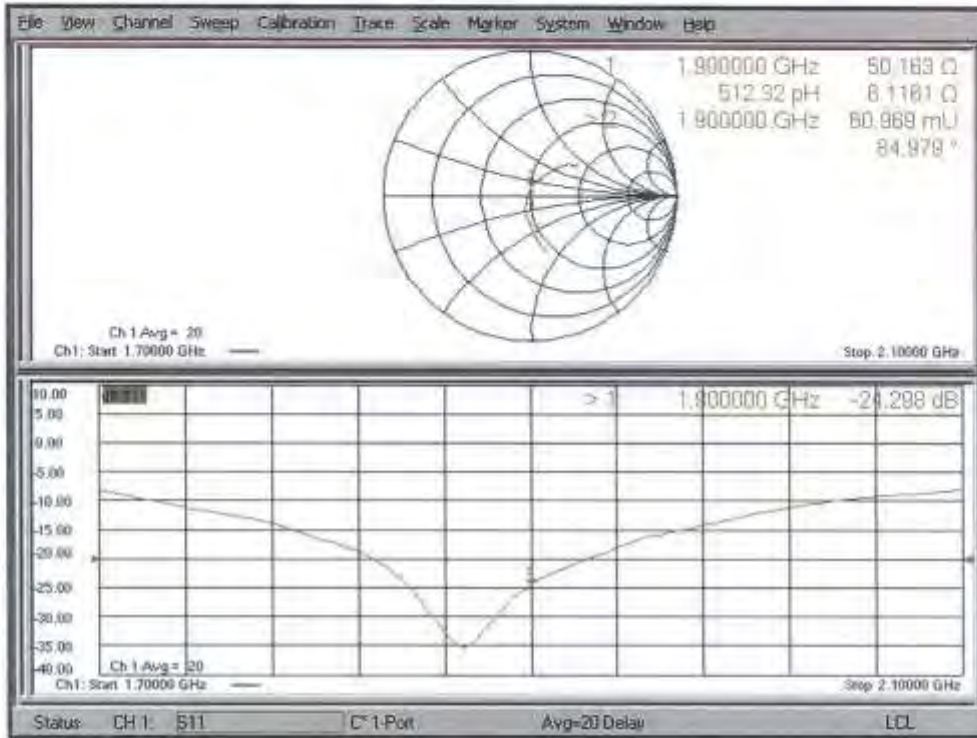 File View Channel Sweep Calibration Trace Scale Marker System Window Help
1 1.900000 GHz 50.163 Ω
512.32 pH 6.1161 Ω
1.900000 GHz 60.969 mU
84.979 °
Ch 1 Avg = 20
Ch1: Start 1.70000 GHz
Stop 2.10000 GHz
10.00
5.00
0.00
-5.00
-10.00
-15.00
-20.00
-25.00
-30.00
-35.00
-40.00
> 1 1.900000 GHz -24.298 dB
Ch 1 Avg = 20
Ch1: Start 1.70000 GHz
Stop 2.10000 GHz
Status CH 1: S11 C* 1-Port Avg=20 Delay LCL